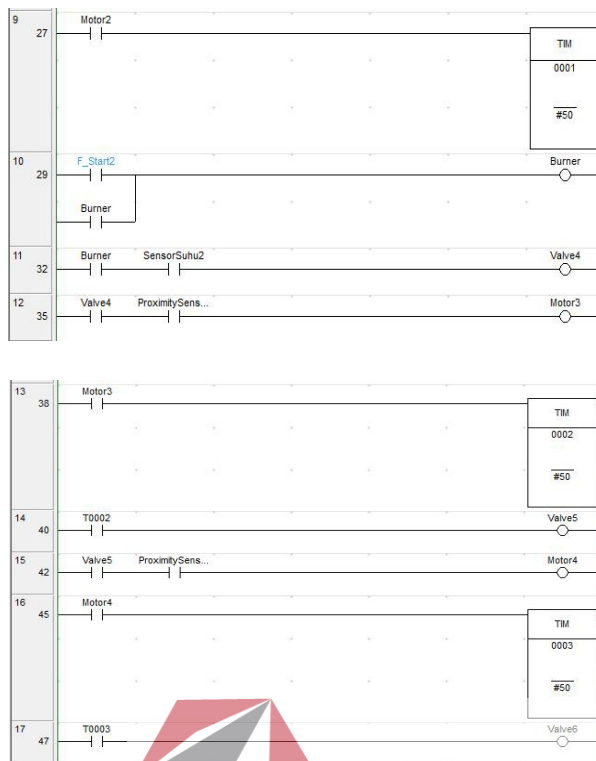 9 Motor2
27 TIM
0001
#50
10 F_Start2 Burner
29
Burner
11 Burner SensorSuhu2 Valve4
32
12 Valve4 ProximitySens... Motor3
35
13 Motor3
38 TIM
0002
#50
14 T0002 Valve5
40
15 Valve5 ProximitySens... Motor4
42
16 Motor4
45 TIM
0003
#50
17 T0003 Valve6
47